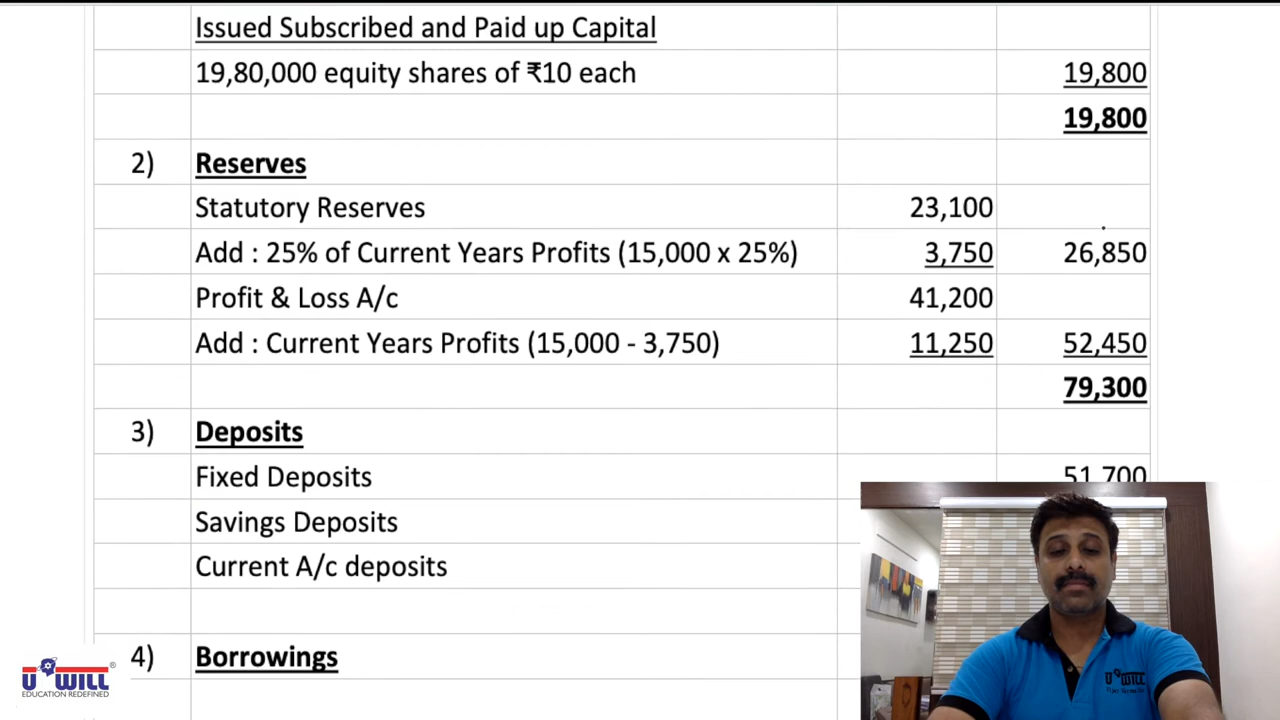 Issued Subscribed and Paid up Capital
19,80,000 equity shares of ₹10 each 19,800
19,800
2) Reserves
Statutory Reserves 23,100
Add : 25% of Current Years Profits (15,000 x 25%) 3,750 26,850
Profit & Loss A/c 41,200
Add : Current Years Profits (15,000 - 3,750) 11,250 52,450
79,300
3) Deposits
Fixed Deposits 51,700
Savings Deposits
Current A/c deposits
4) Borrowings
U WILL ®
EDUCATION REDEFINED
U WILL